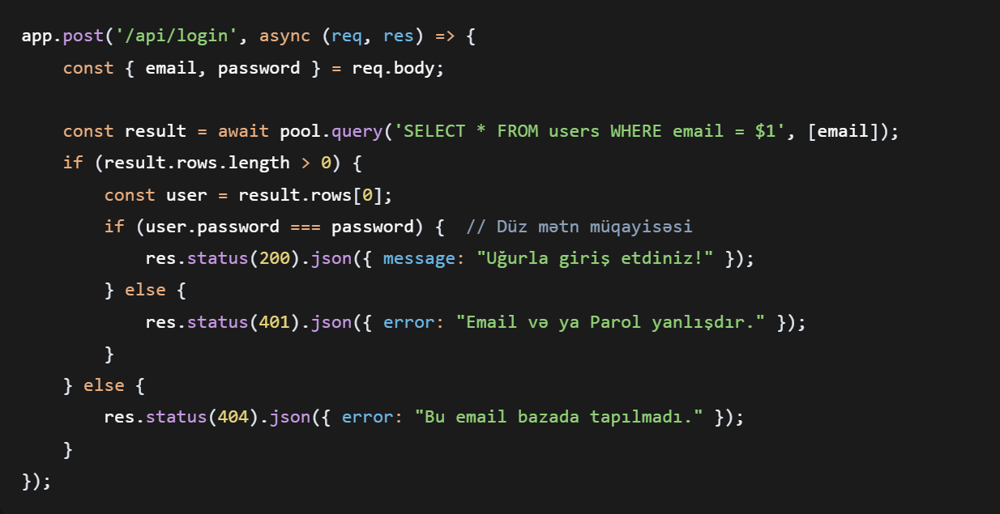 app.post('/api/login', async (req, res) => {
    const { email, password } = req.body;

    const result = await pool.query('SELECT * FROM users WHERE email = $1', [email]);
    if (result.rows.length > 0) {
        const user = result.rows[0];
        if (user.password === password) {  // Düz mətn müqayisəsi
            res.status(200).json({ message: "Uğurla giriş etdiniz!" });
        } else {
            res.status(401).json({ error: "Email və ya Parol yanlışdır." });
        }
    } else {
        res.status(404).json({ error: "Bu email bazada tapılmadı." });
    }
});